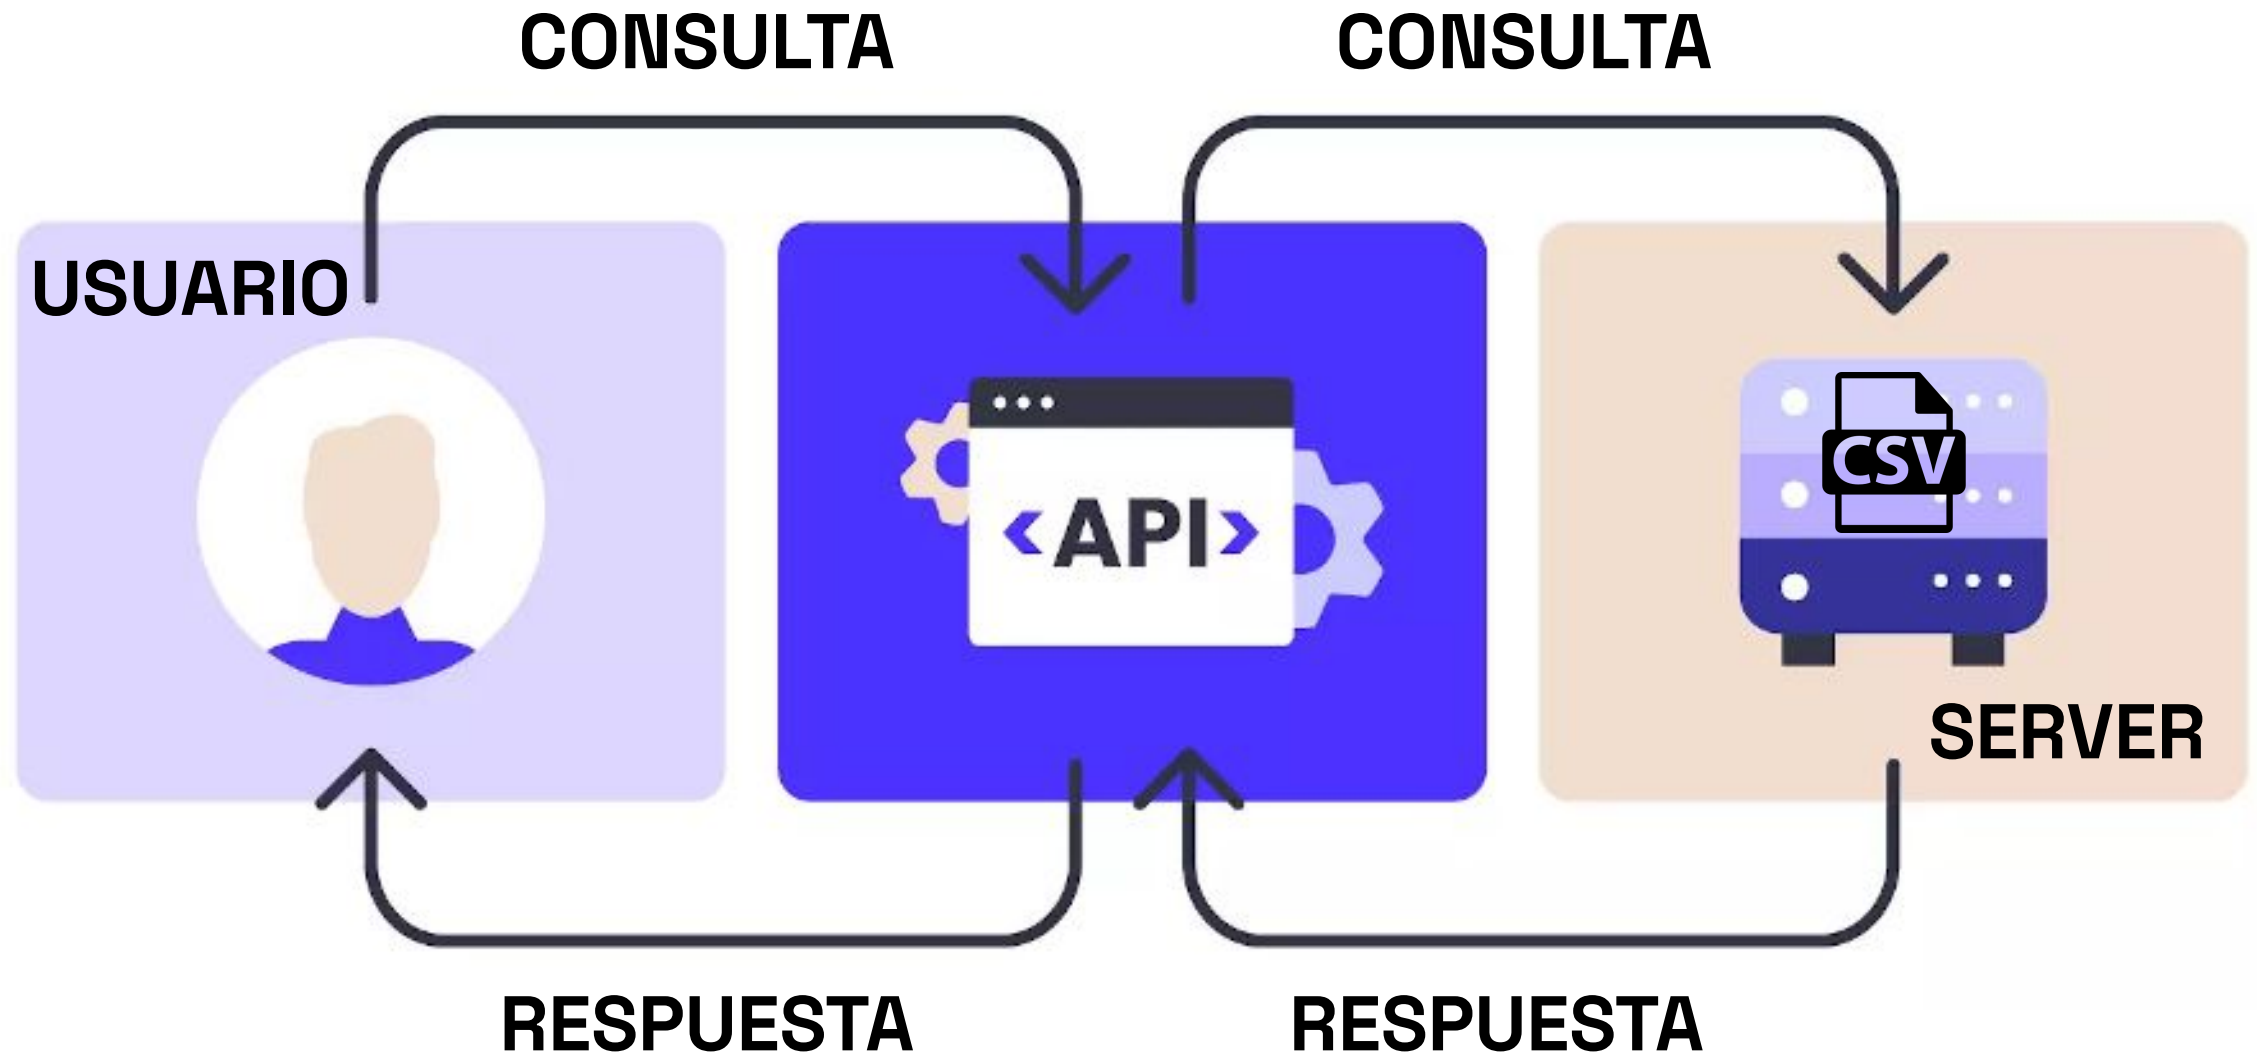 CONSULTA
CONSULTA
USUARIO
<API>
CSV
SERVER
RESPUESTA
RESPUESTA